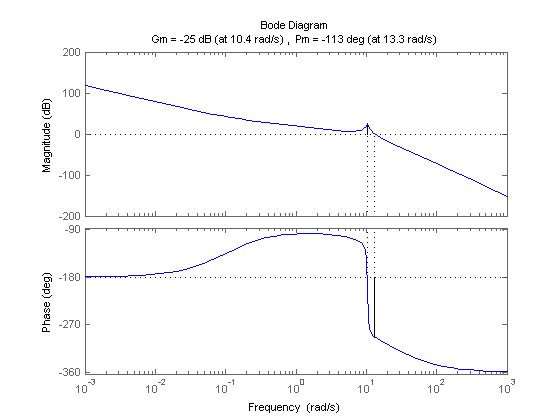 Bode Diagram
Gm = -25 dB (at 10.4 rad/s) , Pm = -113 deg (at 13.3 rad/s)
200
100
0
-100
-200
Magnitude (dB)
-90
-180
-270
-360
Phase (deg)
10^-3 10^-2 10^-1 10^0 10^1 10^2 10^3
Frequency (rad/s)